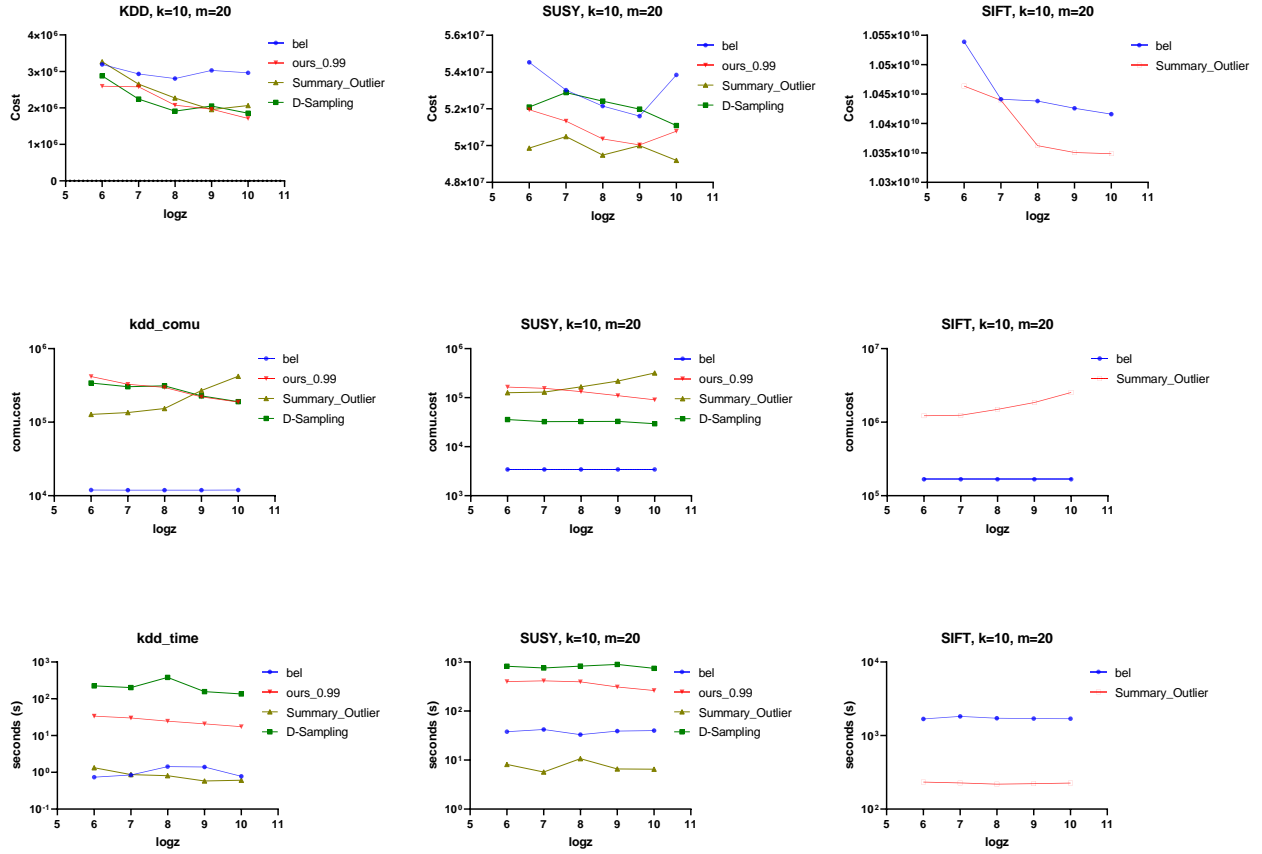 KDD, k=10, m=20
4×10⁶
3×10⁶
2×10⁶
1×10⁶
0
Cost
5 6 7 8 9 10 11
logz
bel
ours_0.99
Summary_Outlier
D-Sampling
SUSY, k=10, m=20
5.6×10⁷
5.4×10⁷
5.2×10⁷
5×10⁷
4.8×10⁷
Cost
5 6 7 8 9 10 11
logz
bel
ours_0.99
Summary_Outlier
D-Sampling
SIFT, k=10, m=20
1.055×10¹⁰
1.05×10¹⁰
1.045×10¹⁰
1.04×10¹⁰
1.035×10¹⁰
1.03×10¹⁰
Cost
5 6 7 8 9 10 11
logz
bel
Summary_Outlier
kdd_comu
10⁶
10⁵
10⁴
comu.cost
5 6 7 8 9 10 11
logz
bel
ours_0.99
Summary_Outlier
D-Sampling
SUSY, k=10, m=20
10⁶
10⁵
10⁴
10³
comu.cost
5 6 7 8 9 10 11
logz
bel
ours_0.99
Summary_Outlier
D-Sampling
SIFT, k=10, m=20
10⁷
10⁶
10⁵
comu.cost
5 6 7 8 9 10 11
logz
bel
Summary_Outlier
kdd_time
10³
10²
10¹
10⁰
10⁻¹
seconds (s)
5 6 7 8 9 10 11
logz
bel
ours_0.99
Summary_Outlier
D-Sampling
SUSY, k=10, m=20
10³
10²
10¹
10⁰
seconds (s)
5 6 7 8 9 10 11
logz
bel
ours_0.99
Summary_Outlier
D-Sampling
SIFT, k=10, m=20
10⁴
10³
10²
seconds (s)
5 6 7 8 9 10 11
logz
bel
Summary_Outlier